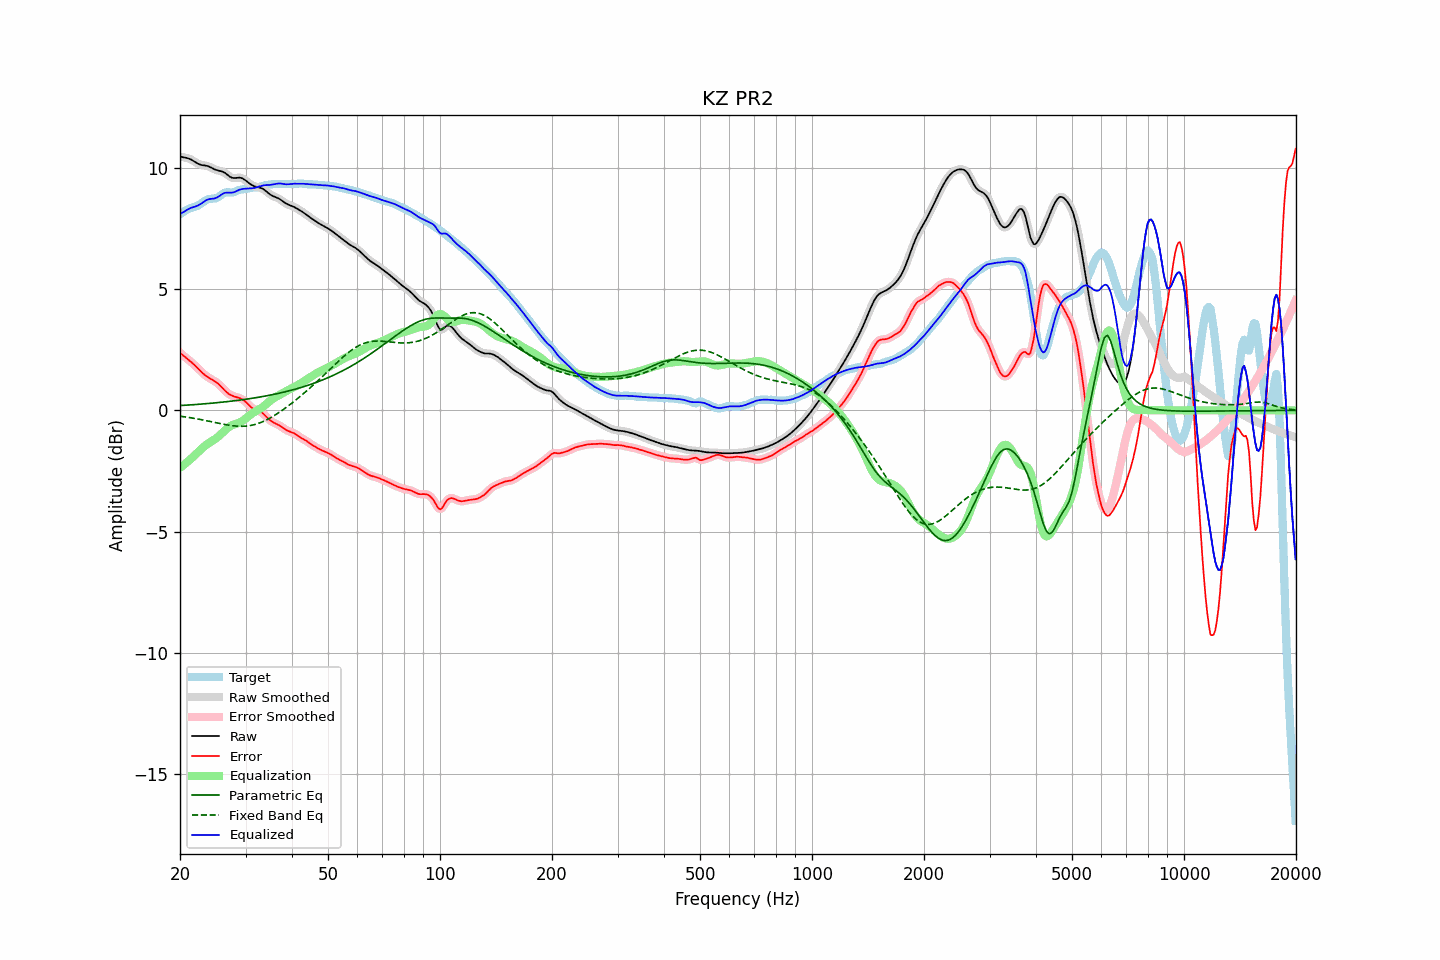 KZ PR2
Amplitude (dBr)
10
5
0
−5
−10
−15
Target
Raw Smoothed
Error Smoothed
Raw
Error
Equalization
Parametric Eq
Fixed Band Eq
Equalized
20 50 100 200 500 1000 2000 5000 10000 20000
Frequency (Hz)